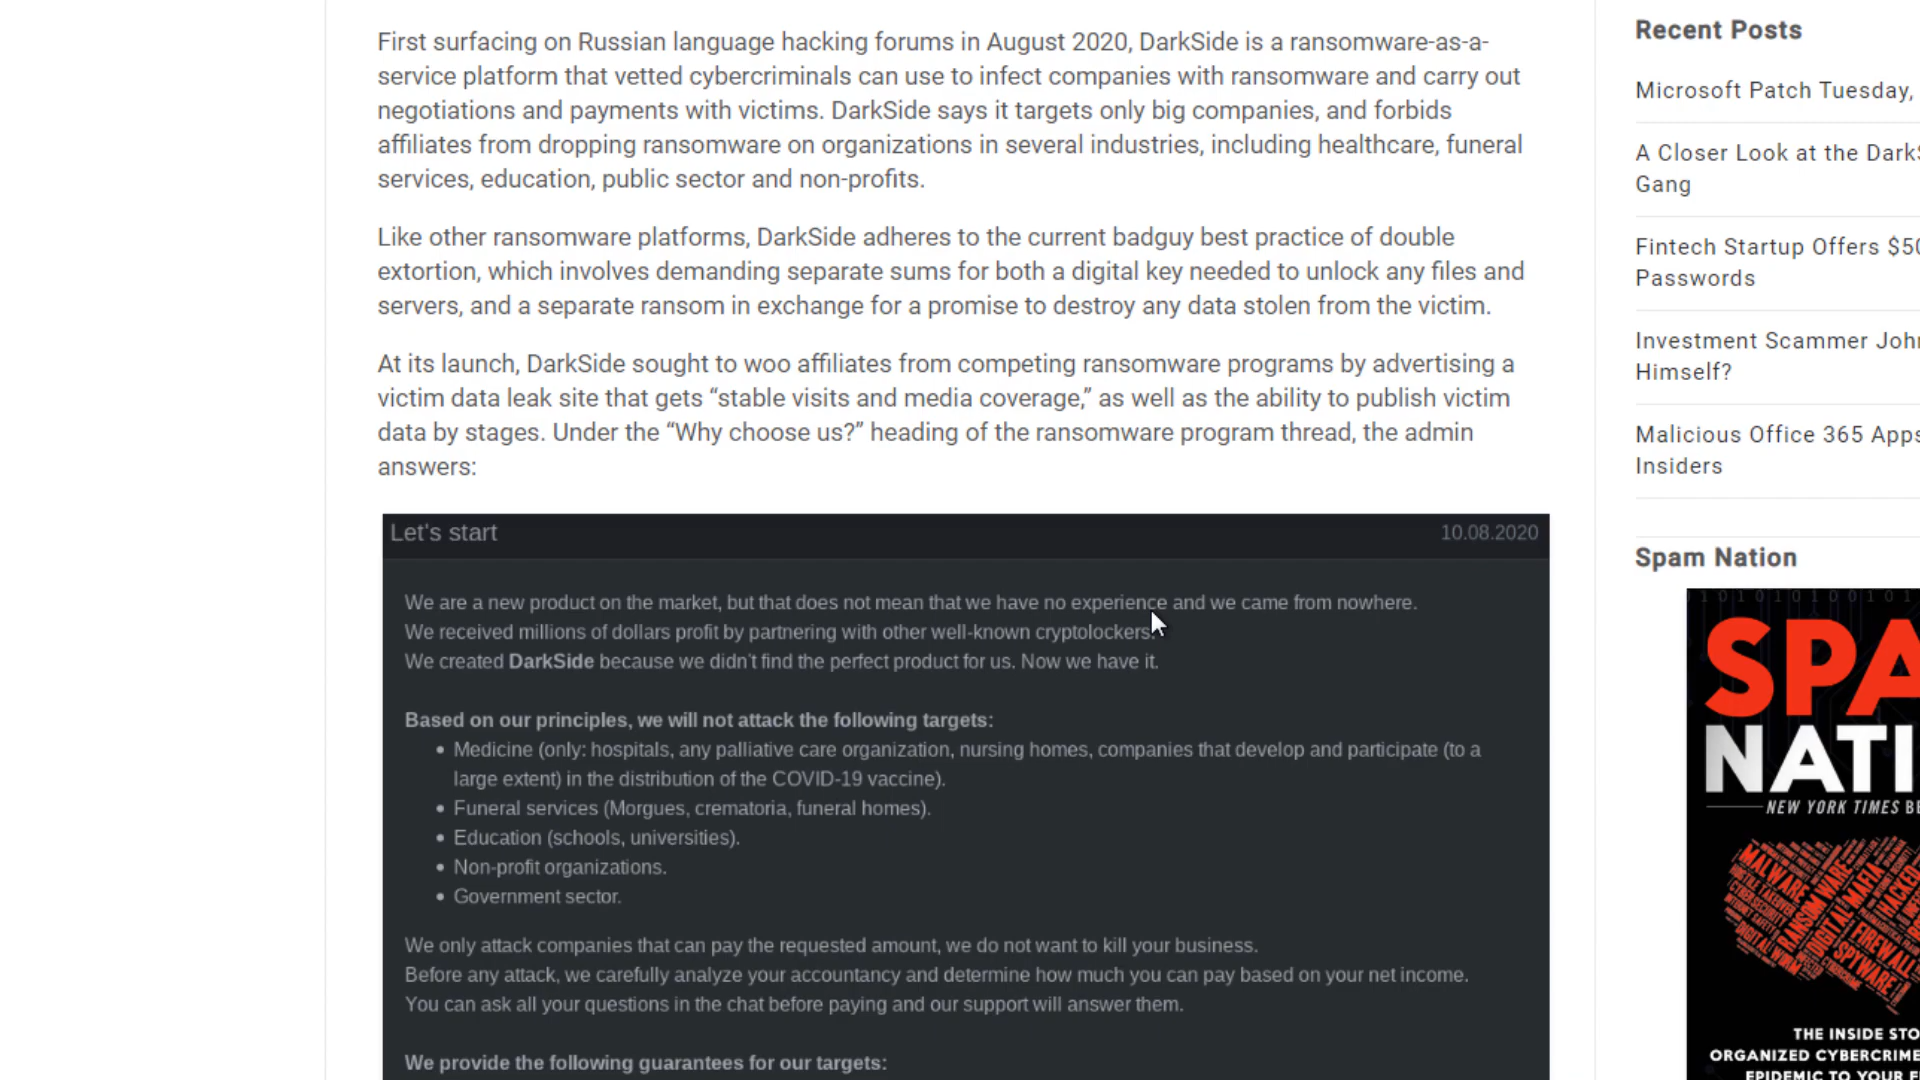 First surfacing on Russian language hacking forums in August 2020, DarkSide is a ransomware-as-a-
service platform that vetted cybercriminals can use to infect companies with ransomware and carry out
negotiations and payments with victims. DarkSide says it targets only big companies, and forbids
affiliates from dropping ransomware on organizations in several industries, including healthcare, funeral
services, education, public sector and non-profits.
Like other ransomware platforms, DarkSide adheres to the current badguy best practice of double
extortion, which involves demanding separate sums for both a digital key needed to unlock any files and
servers, and a separate ransom in exchange for a promise to destroy any data stolen from the victim.
At its launch, DarkSide sought to woo affiliates from competing ransomware programs by advertising a
victim data leak site that gets “stable visits and media coverage,” as well as the ability to publish victim
data by stages. Under the “Why choose us?” heading of the ransomware program thread, the admin
answers:
Let's start
10.08.2020
We are a new product on the market, but that does not mean that we have no experience and we came from nowhere.
We received millions of dollars profit by partnering with other well-known cryptolockers.
We created DarkSide because we didn't find the perfect product for us. Now we have it.
Based on our principles, we will not attack the following targets:
• Medicine (only: hospitals, any palliative care organization, nursing homes, companies that develop and participate (to a
large extent) in the distribution of the COVID-19 vaccine).
• Funeral services (Morgues, crematoria, funeral homes).
• Education (schools, universities).
• Non-profit organizations.
• Government sector.
We only attack companies that can pay the requested amount, we do not want to kill your business.
Before any attack, we carefully analyze your accountancy and determine how much you can pay based on your net income.
You can ask all your questions in the chat before paying and our support will answer them.
We provide the following guarantees for our targets:
Recent Posts
Microsoft Patch Tuesday,
A Closer Look at the Dark
Gang
Fintech Startup Offers $50
Passwords
Investment Scammer John
Himself?
Malicious Office 365 Apps
Insiders
Spam Nation
SPA
NATI
NEW YORK TIMES BE
MALWARE
RANSOMWARE
MAFIA
HACKED
FIREWALL
SPYWARE
THE INSIDE STO
ORGANIZED CYBERCRIME
EPIDEMIC TO YOUR F